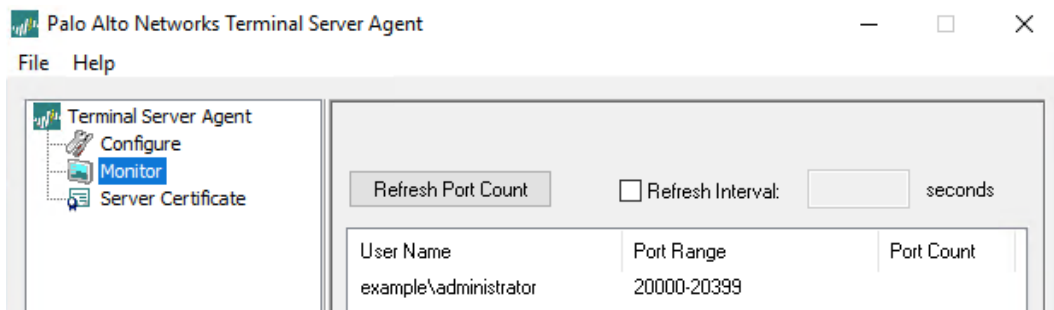 Palo Alto Networks Terminal Server Agent
File Help
Terminal Server Agent
Configure
Monitor
Server Certificate
Refresh Port Count Refresh Interval: seconds
User Name Port Range Port Count
example\administrator 20000-20399